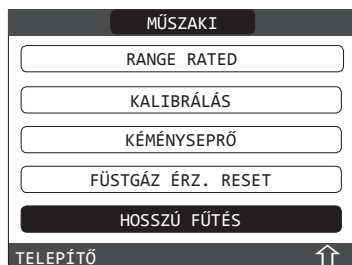 MŰSZAKI
RANGE RATED
KALIBRÁLÁS
KÉMÉNYSEPRŐ
FÜSTGÁZ ÉRZ. RESET
HOSSZÚ FŰTÉS
TELEPÍTŐ